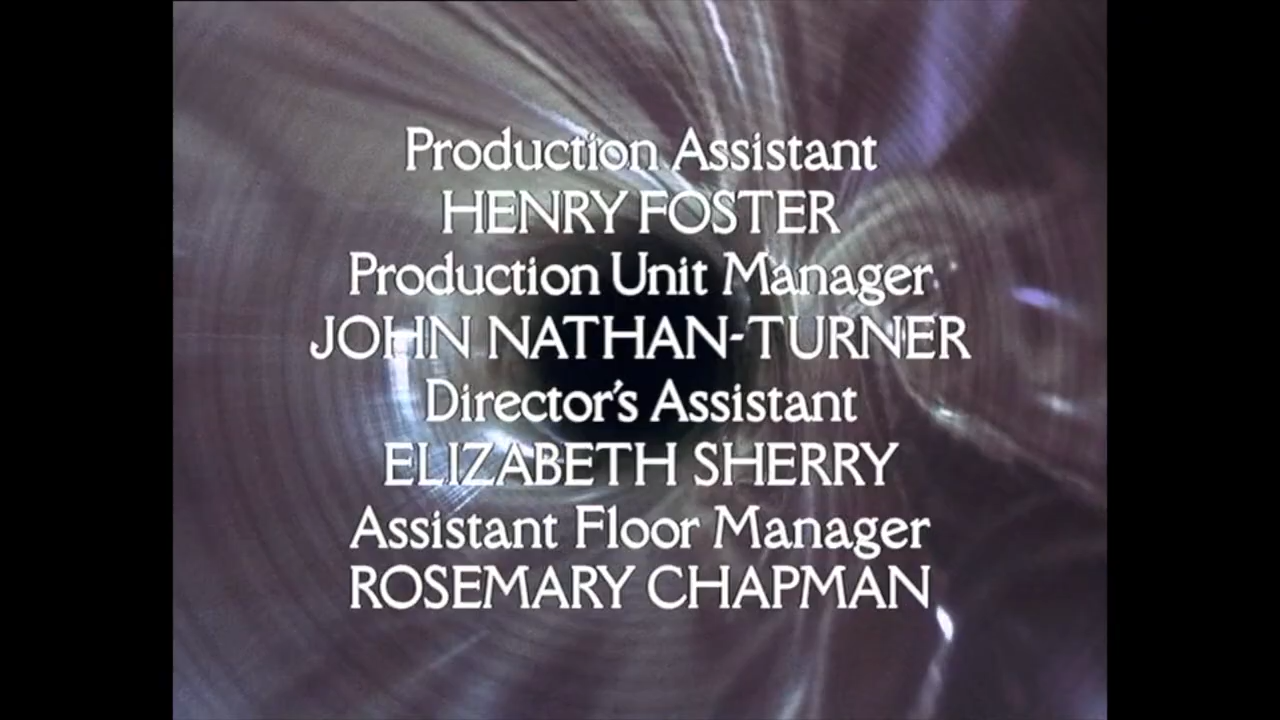 Production Assistant
HENRY FOSTER
Production Unit Manager
JOHN NATHAN-TURNER
Director's Assistant
ELIZABETH SHERRY
Assistant Floor Manager
ROSEMARY CHAPMAN